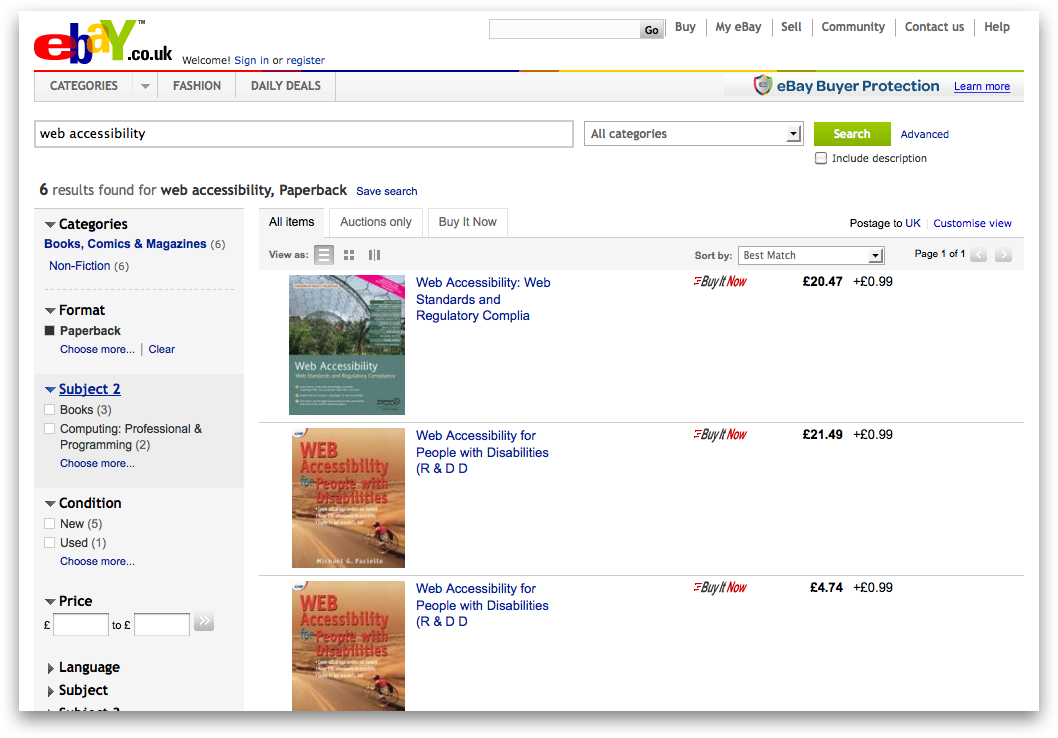 ebaY™.co.uk
Welcome! Sign in or register
Go
Buy
My eBay
Sell
Community
Contact us
Help
CATEGORIES
FASHION
DAILY DEALS
eBay Buyer Protection
Learn more
web accessibility
All categories
Search
Advanced
Include description
6 results found for web accessibility, Paperback
Save search
Categories
Books, Comics & Magazines (6)
Non-Fiction (6)
Format
Paperback
Choose more... | Clear
Subject 2
Books (3)
Computing: Professional &
Programming (2)
Choose more...
Condition
New (5)
Used (1)
Choose more...
Price
£ to £
Language
Subject
All items
Auctions only
Buy It Now
Postage to UK | Customise view
View as:
Sort by: Best Match
Page 1 of 1
Web Accessibility
Web Standards and Regulatory Compliance
Web Accessibility: Web
Standards and
Regulatory Complia
Buy It Now
£20.47 +£0.99
WEB
Accessibility
for People with
Disabilities
Michael G. Paciello
Web Accessibility for
People with Disabilities
(R & D D
Buy It Now
£21.49 +£0.99
WEB
Accessibility
for People with
Disabilities
Web Accessibility for
People with Disabilities
(R & D D
Buy It Now
£4.74 +£0.99